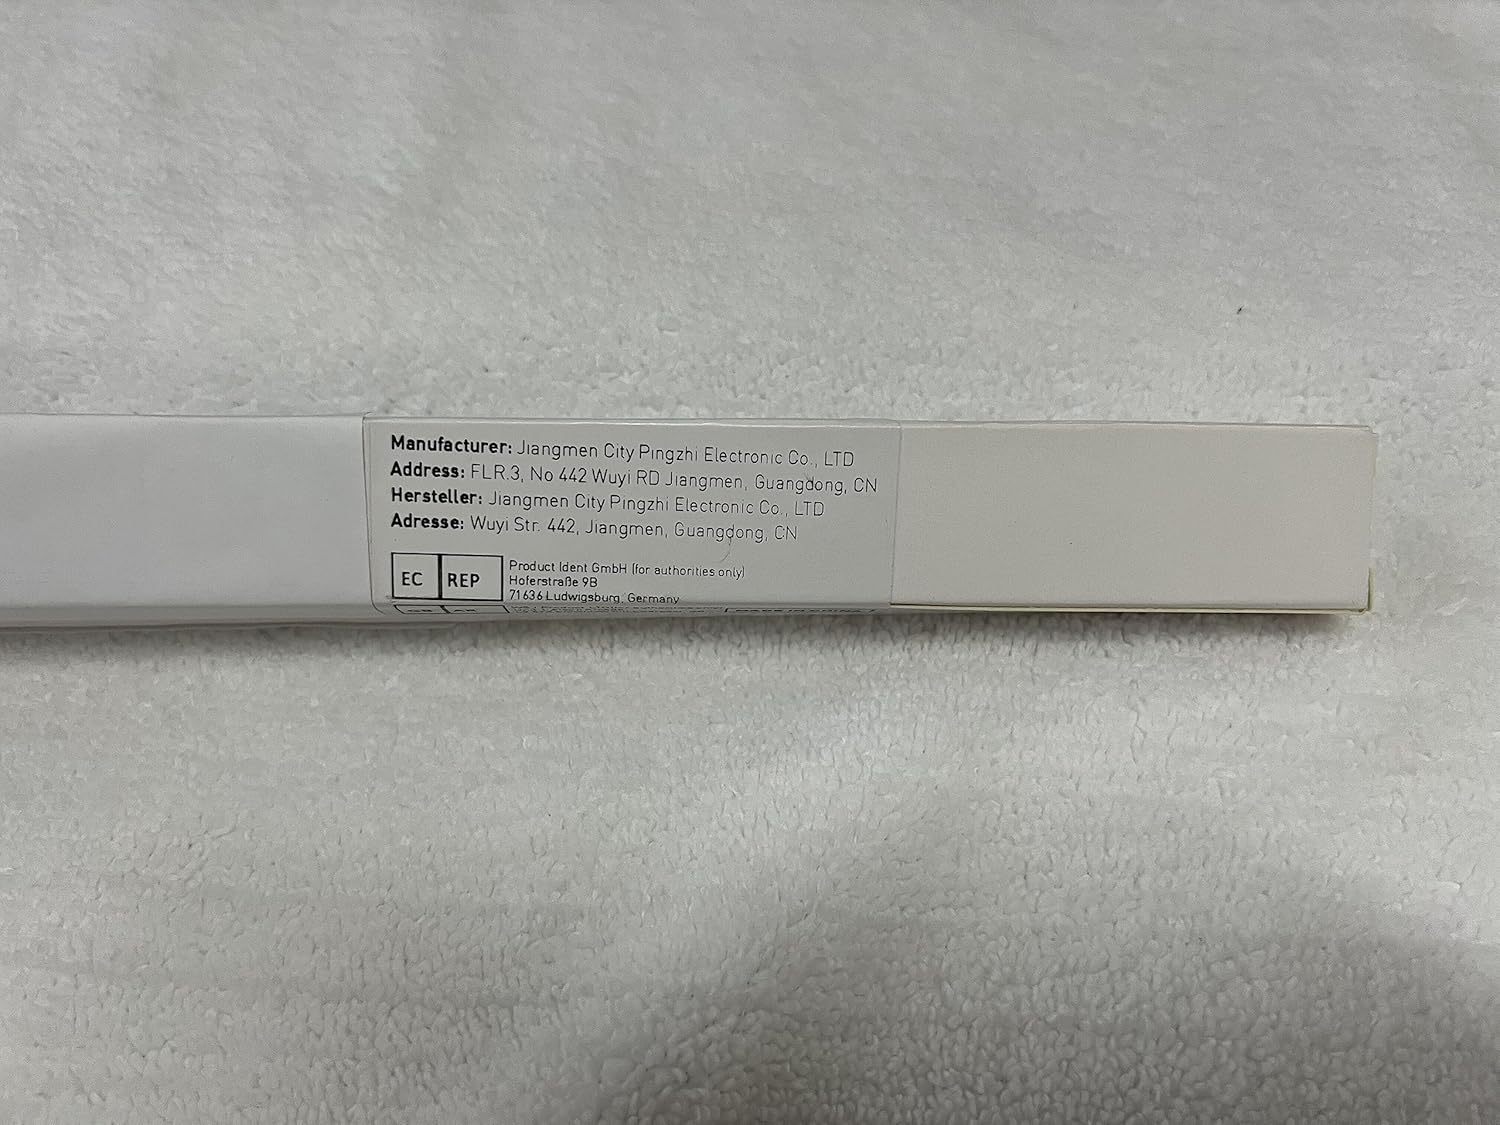 Manufacturer: Jiangmen City Pingzhi Electronic Co., LTD
Address: FLR.3, No 442 Wuyi RD Jiangmen, Guangdong, CN
Hersteller: Jiangmen City Pingzhi Electronic Co., LTD
Adresse: Wuyi Str. 442, Jiangmen, Guangdong, CN
EC REP
Product Ident GmbH (for authorities only)
Hoferstraße 9B
71636 Ludwigsburg, Germany